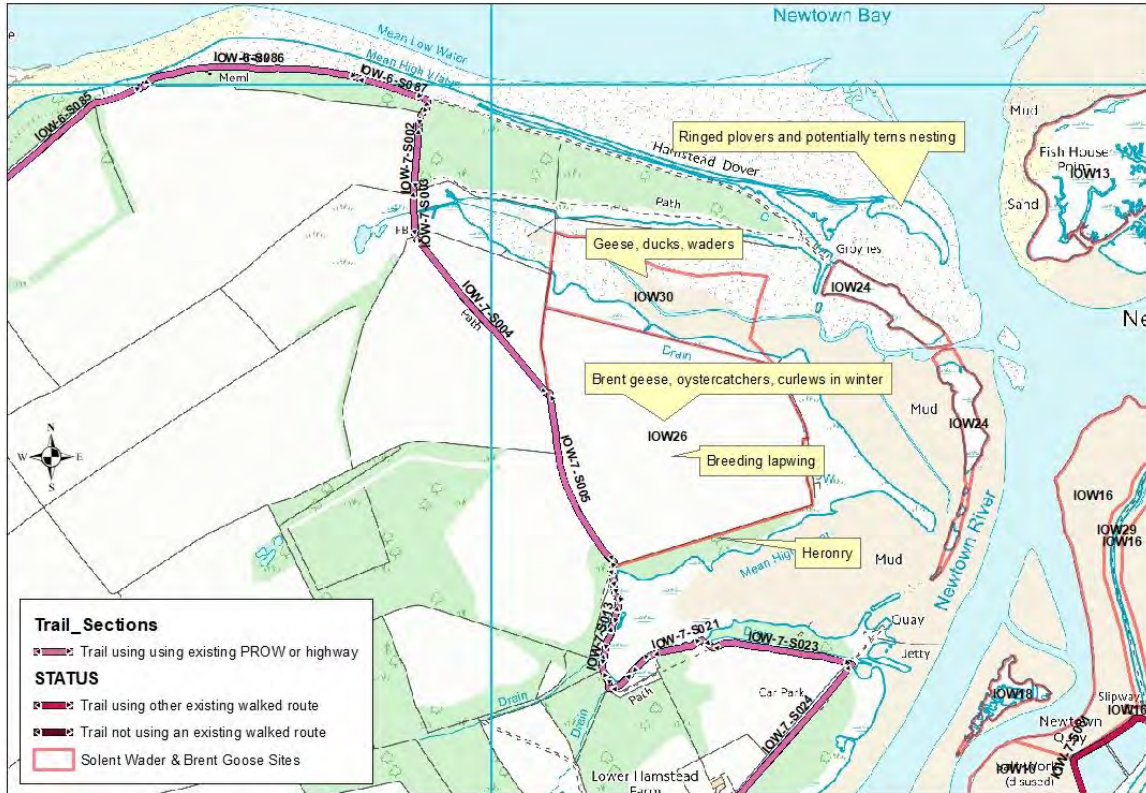 Newtown Bay
Mean Low Water
Mean High Water
IOW-6-S086
Meml
IOW-6-S087
IOW-6-S085
IOW-7-S002
IOW-7-S003
FB
Hamstead Dover
Path
Ringed plovers and potentially terns nesting
Mud
Fish House
Point
IOW13
Sand
Groynes
Geese, ducks, waders
IOW30
IOW24
IOW-7-S004
Path
Drain
Brent geese, oystercatchers, curlews in winter
IOW26
Mud
IOW24
W
N
E
S
IOW-7-S005
Breeding lapwing
IOW16
IOW29
IOW16
Heronry
Mean High
Mud
Newtown River
IOW-7-S013
IOW-7-S021
IOW-7-S023
Quay
Jetty
Path
Car Park
Drain
Drain
IOW-7-S024
IOW18
Slipway
IOW16
Newtown
Quay
IOW16
(disused)
Lower Hamstead
Farm
Trail_Sections
Trail using using existing PROW or highway
STATUS
Trail using other existing walked route
Trail not using an existing walked route
Solent Wader & Brent Goose Sites